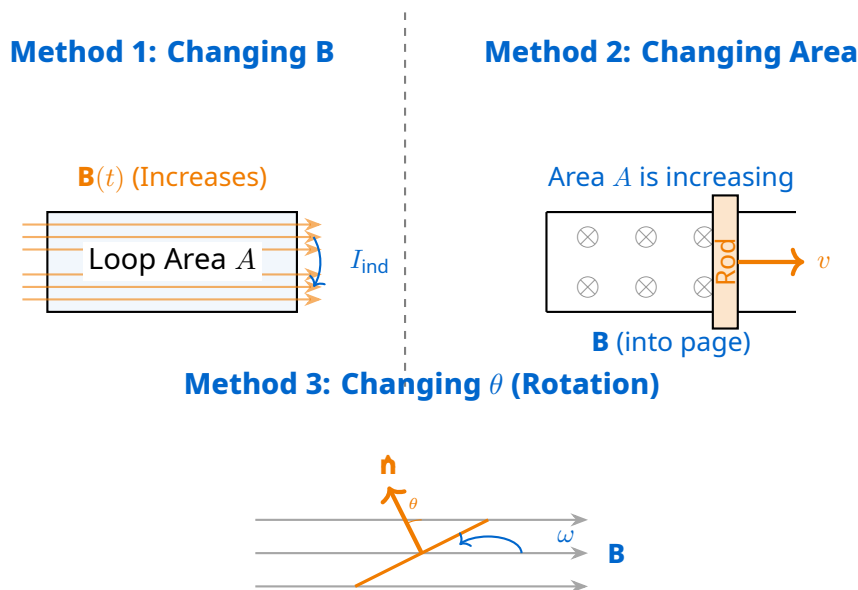 Method 1: Changing B
Method 2: Changing Area
B(t) (Increases)
Area A is increasing
Loop Area A
I_ind
Rod
v
B (into page)
Method 3: Changing θ (Rotation)
n̂
θ
ω
B